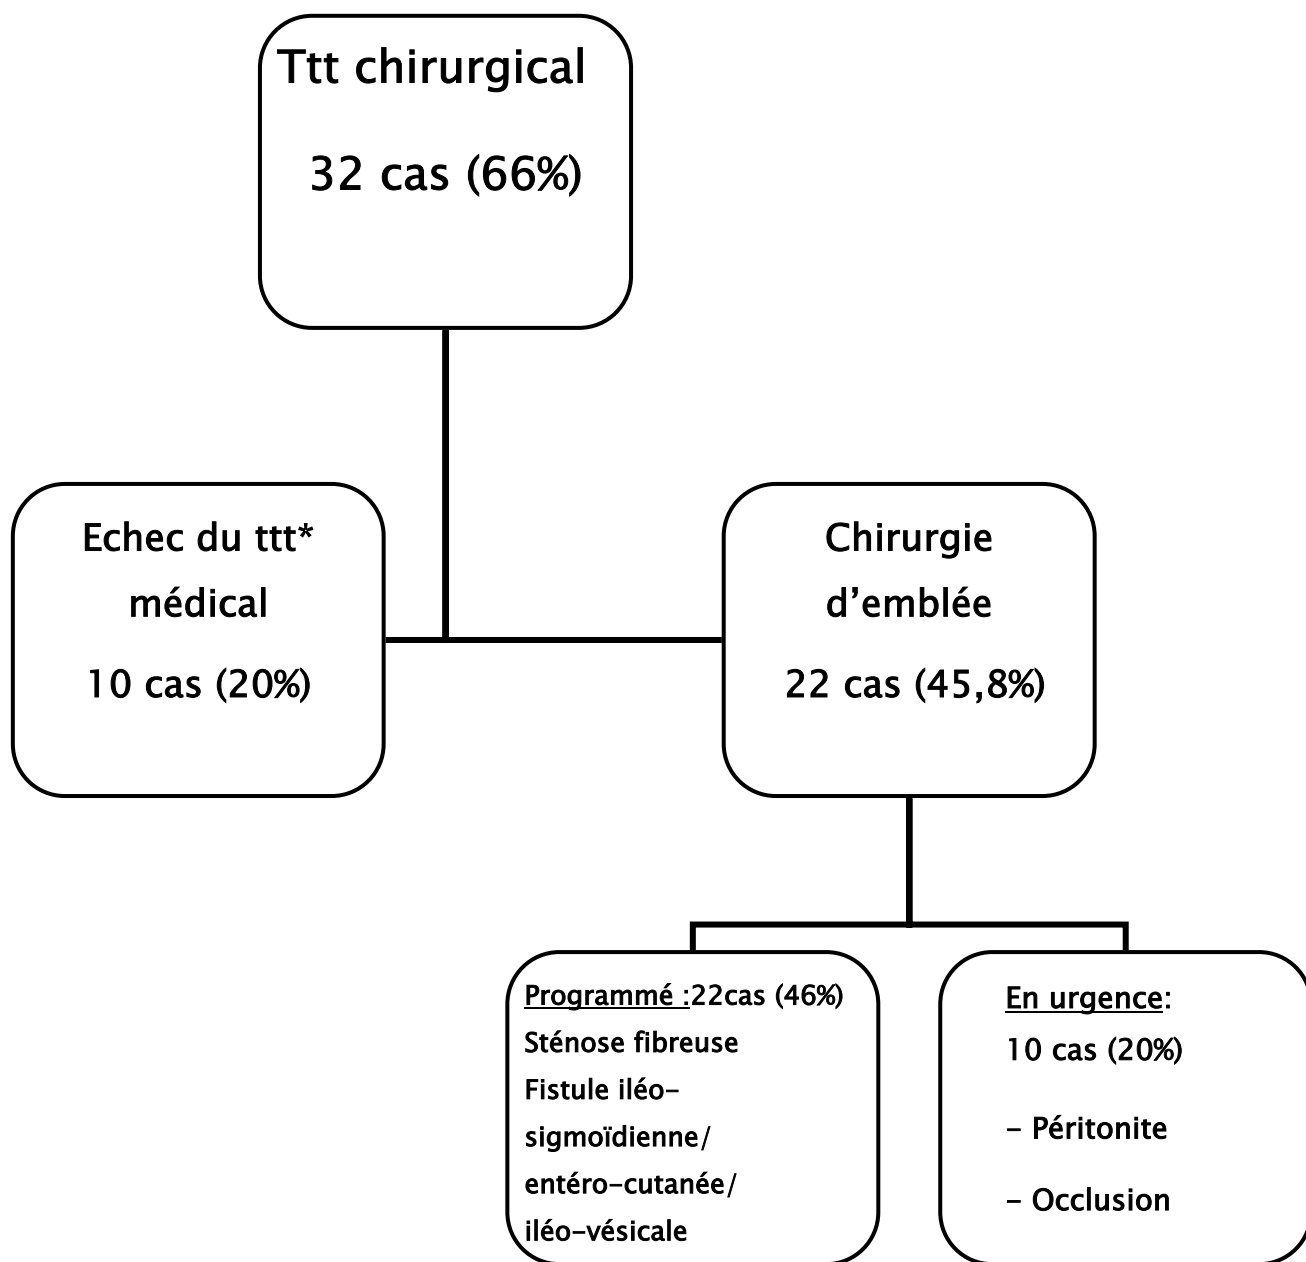 Ttt chirurgical
32 cas (66%)
Echec du ttt*
médical
10 cas (20%)
Chirurgie
d’emblée
22 cas (45,8%)
Programmé :22cas (46%)
Sténose fibreuse
Fistule iléo-
sigmoïdienne/
entéro-cutanée/
iléo-vésicale
En urgence:
10 cas (20%)
- Péritonite
- Occlusion